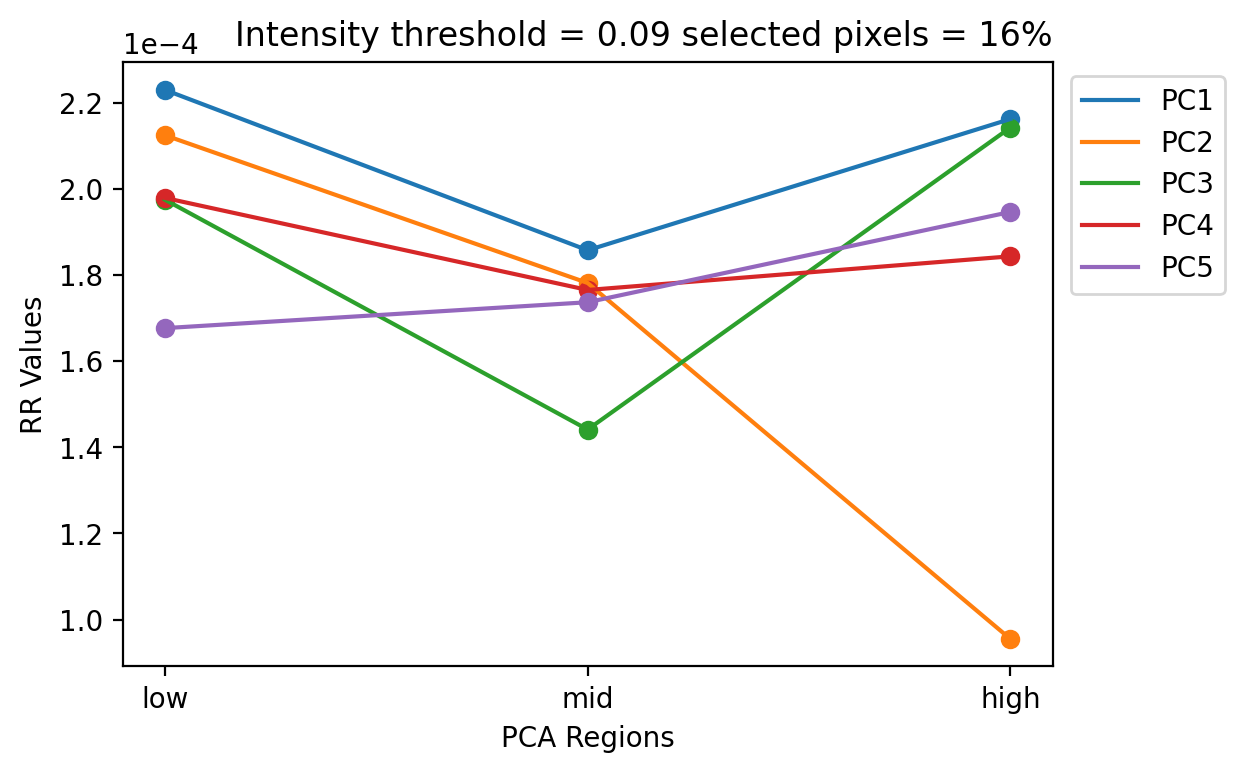 Intensity threshold = 0.09 selected pixels = 16%
1e−4
2.2
2.0
1.8
1.6
1.4
1.2
1.0
RR Values
low mid high
PCA Regions
PC1
PC2
PC3
PC4
PC5